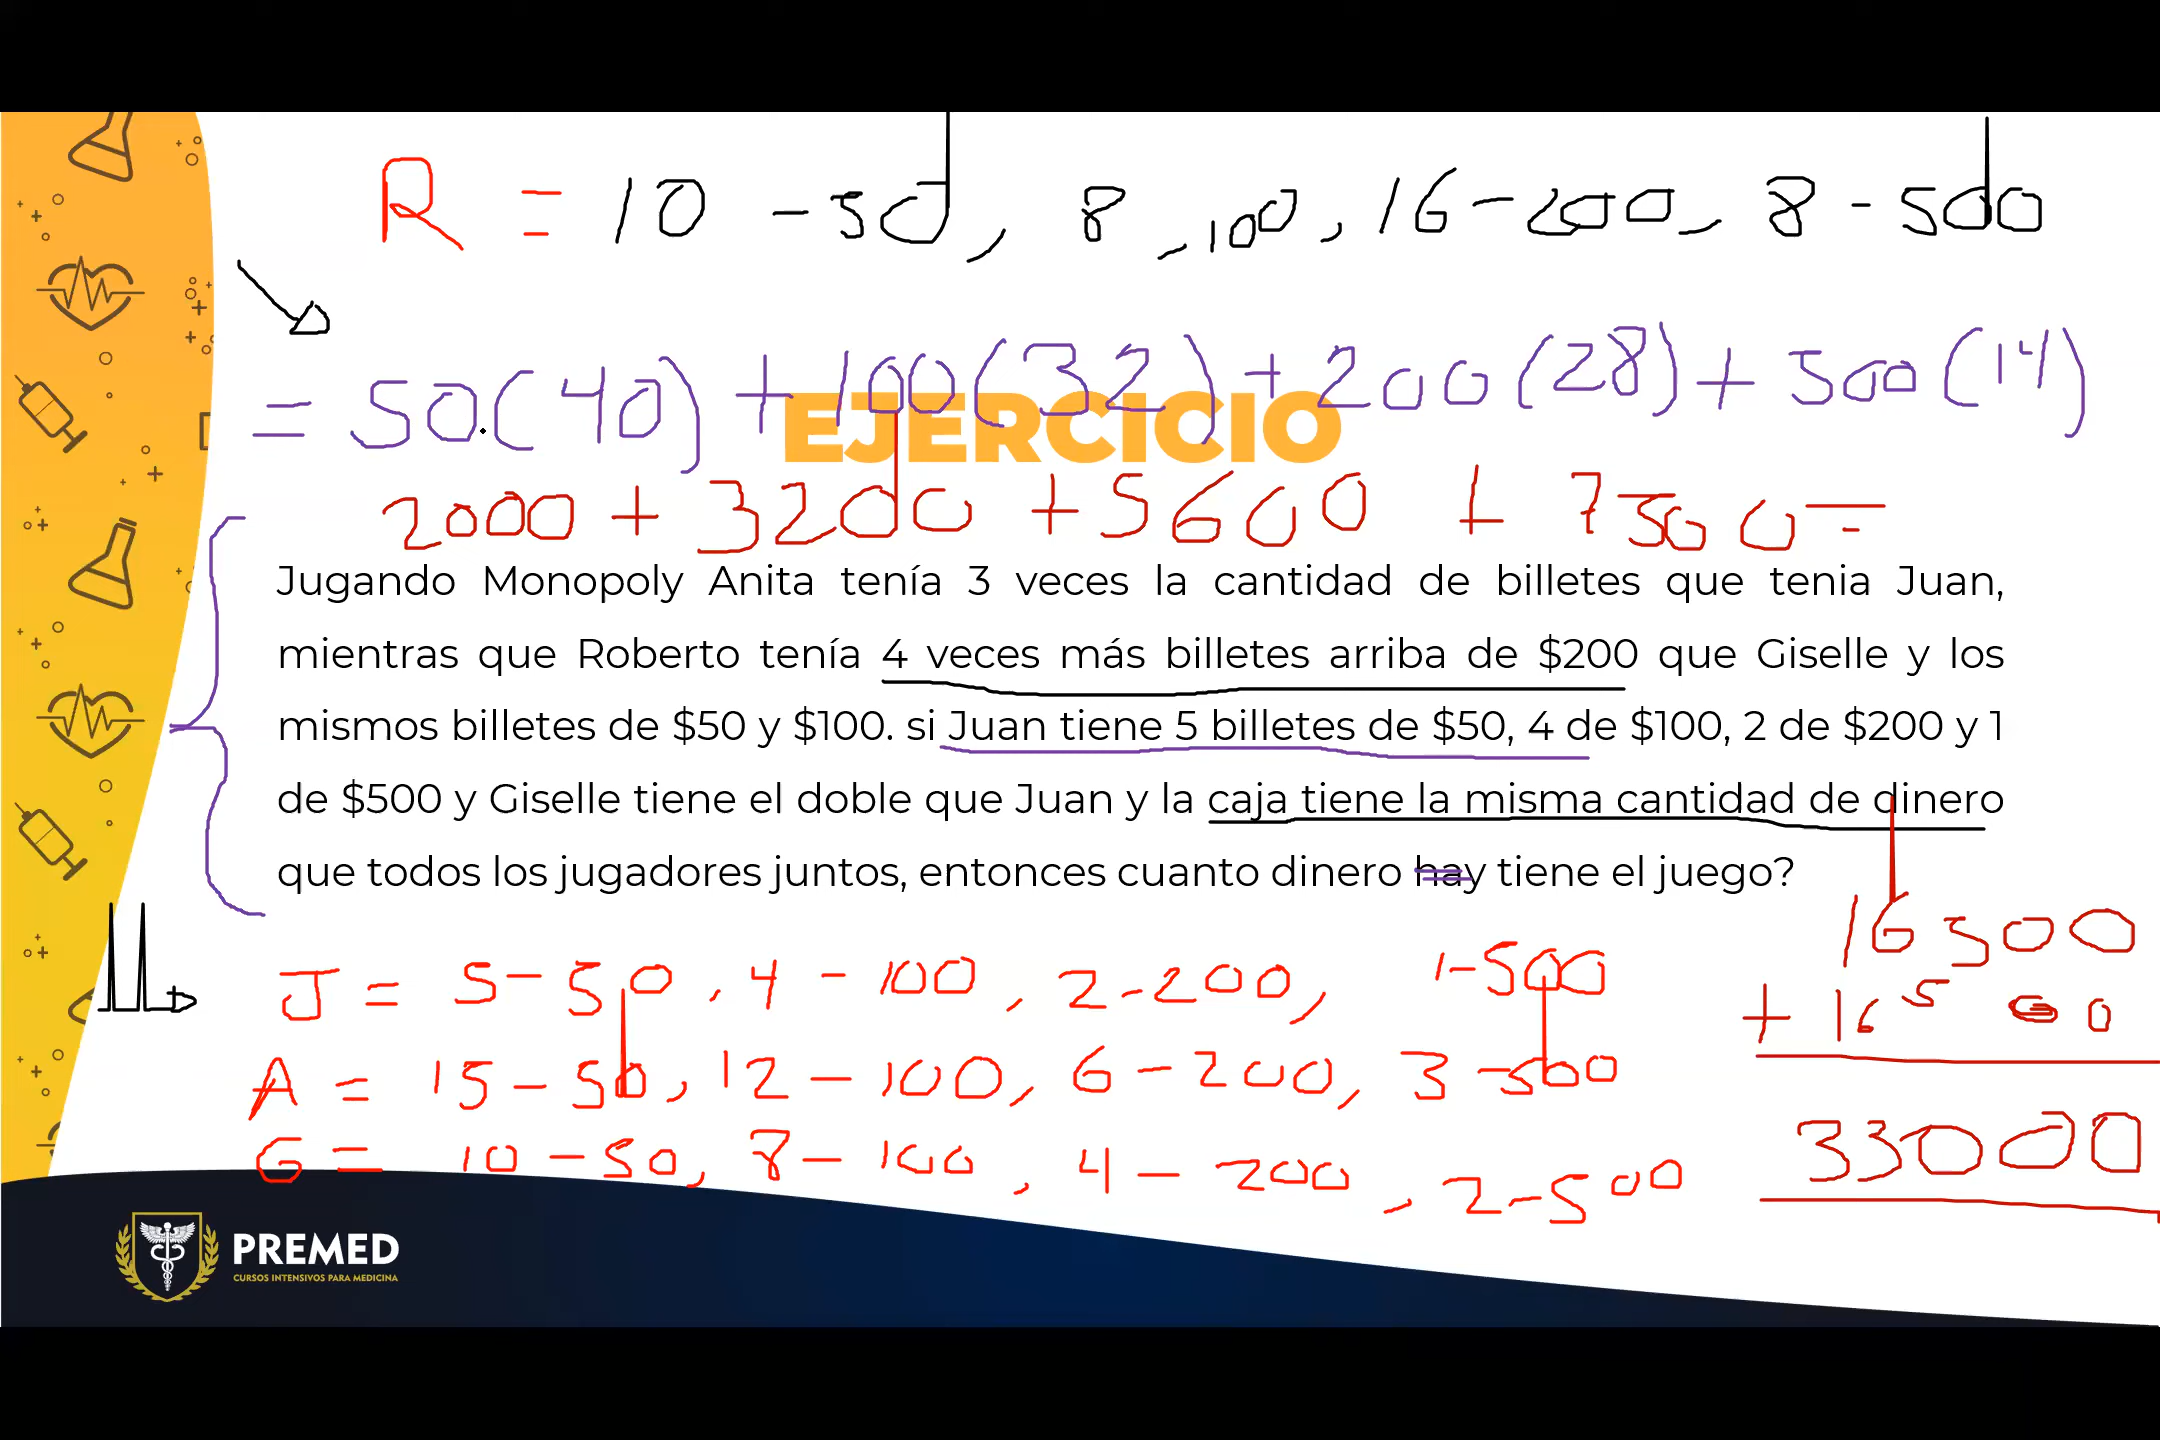 R = 10 - 50, 8 - 100, 16 - 200, 8 - 500
= 50·(40) + 100(32) + 200(28) + 500(14)
EJERCICIO
2000 + 3200 + 5600 + 7300 =
Jugando Monopoly Anita tenía 3 veces la cantidad de billetes que tenia Juan,
mientras que Roberto tenía 4 veces más billetes arriba de $200 que Giselle y los
mismos billetes de $50 y $100. si Juan tiene 5 billetes de $50, 4 de $100, 2 de $200 y 1
de $500 y Giselle tiene el doble que Juan y la caja tiene la misma cantidad de dinero
que todos los jugadores juntos, entonces cuanto dinero hay tiene el juego?
16500
+ 16500
33000
J = 5 - 50, 4 - 100, 2 - 200, 1 - 500
A = 15 - 50, 12 - 100, 6 - 200, 3 - 500
G = 10 - 50, 8 - 100, 4 - 200, 2 - 500
PREMED
CURSOS INTENSIVOS PARA MEDICINA